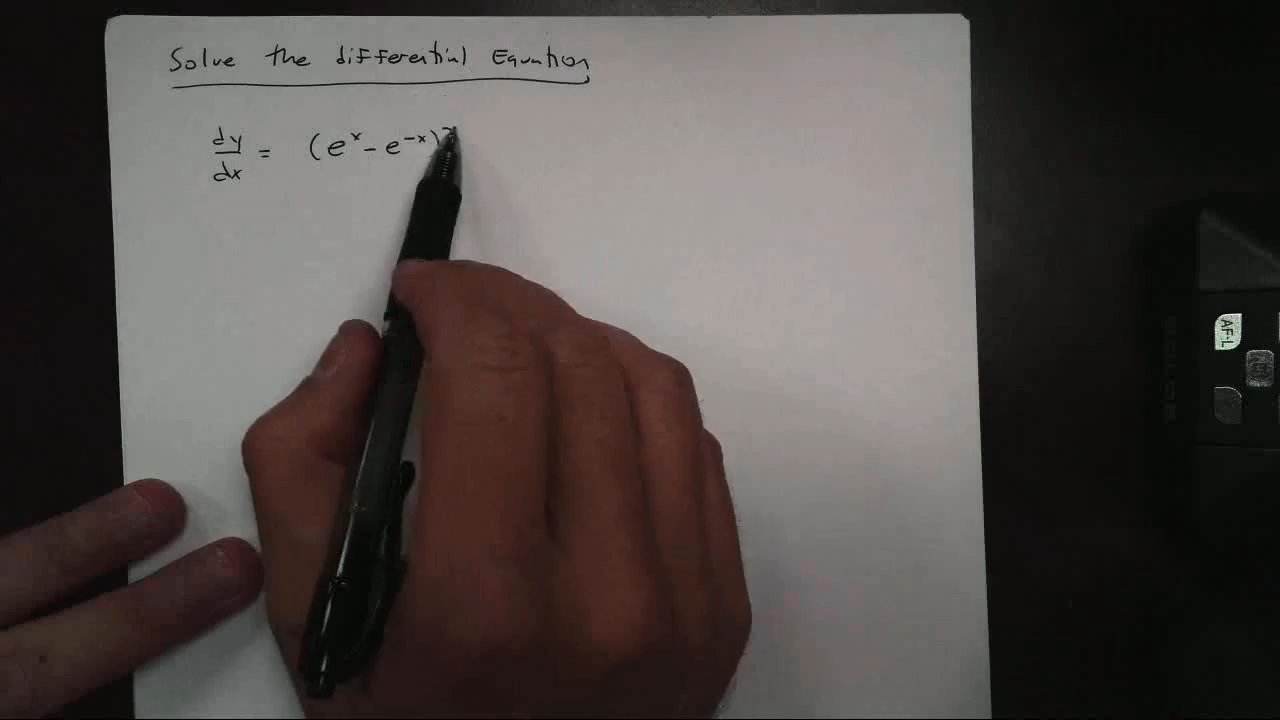 Solve the differential Equation
dy/dx = (e^x - e^-x)
AF-L